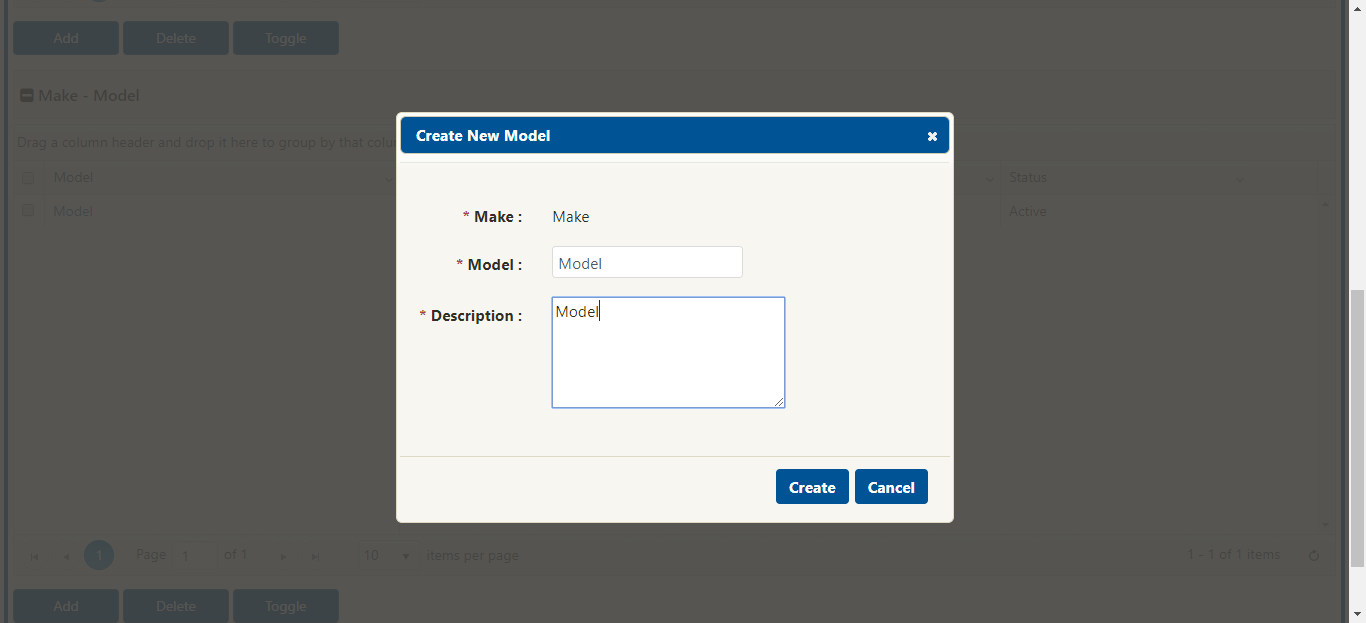 Add Delete Toggle
Make - Model
Drag a column header and drop it here to group by that colu
Create New Model
Model Status
Model Active
* Make : Make
* Model : Model
* Description : Model
Create Cancel
1 Page 1 of 1 10 items per page 1 - 1 of 1 items
Add Delete Toggle